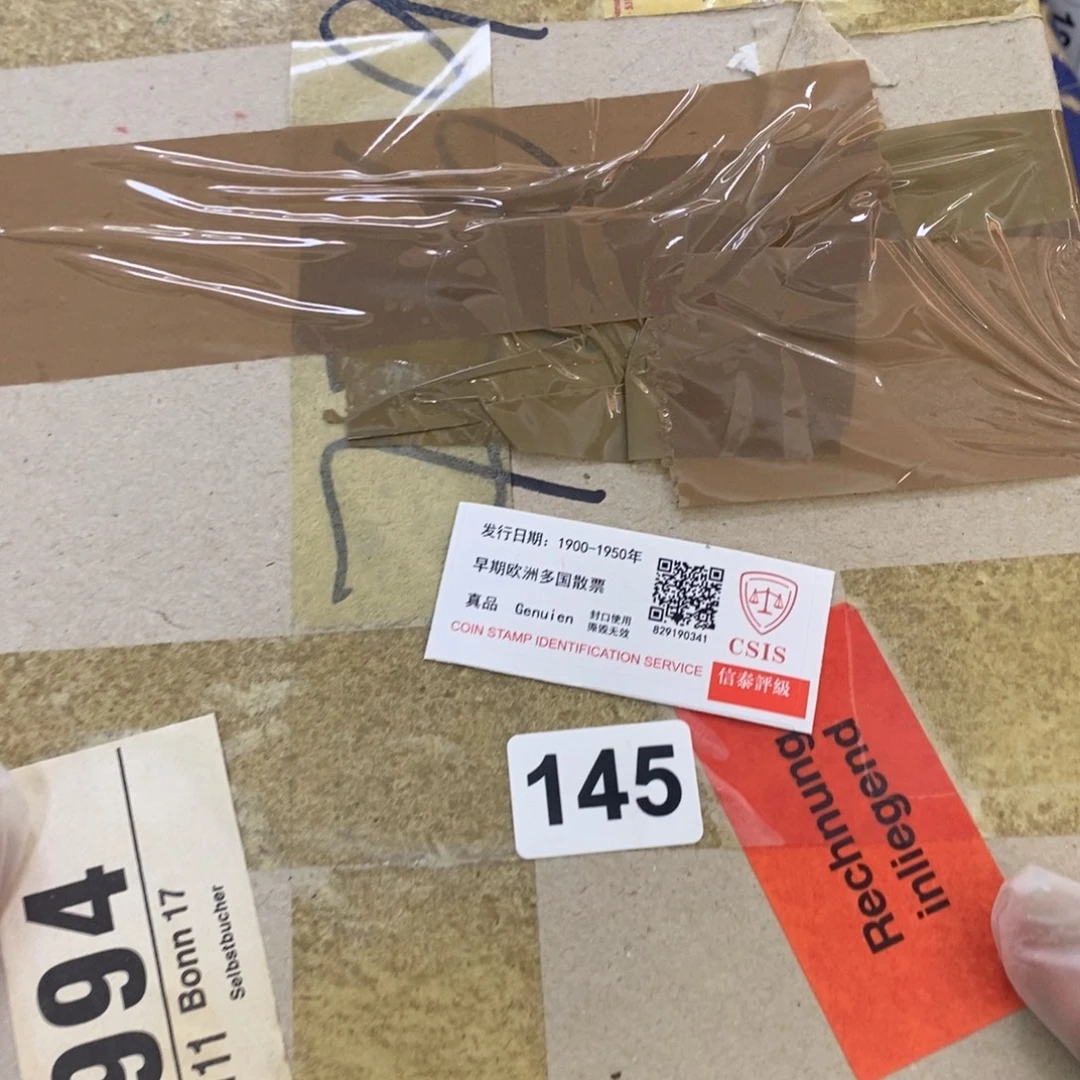 发行日期：1900-1950年
早期欧洲多国散票
真品 Genuien 封口使用
撕毁无效
829190341
COIN STAMP IDENTIFICATION SERVICE
CSIS
信泰評級
145
Rechnung
inliegend
994
11 Bonn 17
Selbstbucher